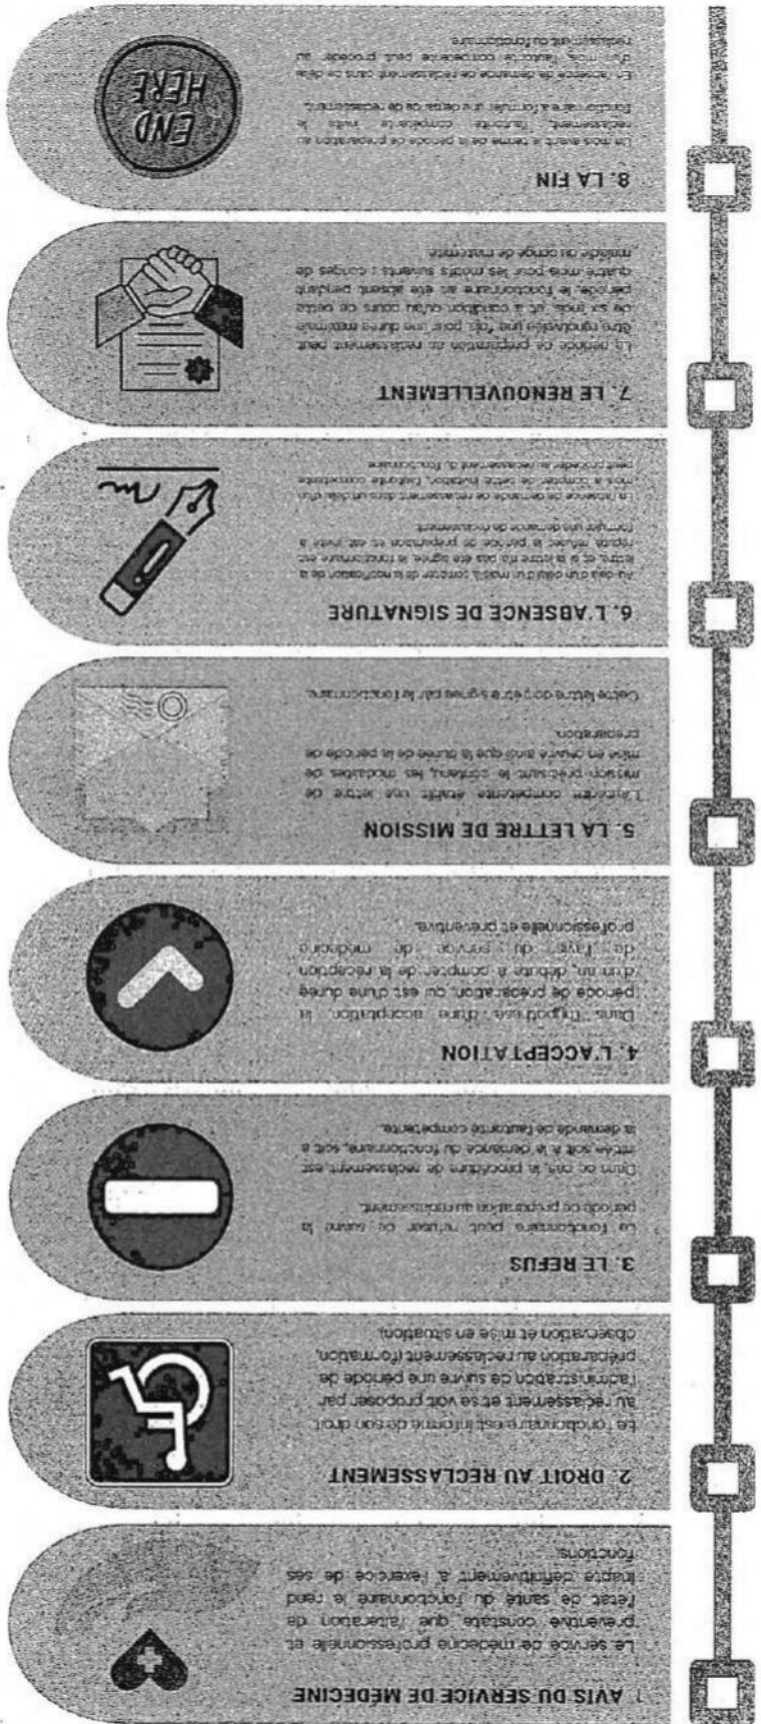 1 AVIS DU SERVICE DE MÉDECINE
Le service de médecine professionnelle et
préventive constate que l'altération de
l'état de santé du fonctionnaire le rend
inapte définitivement à l'exercice de ses
fonctions.
2. DROIT AU RECLASSEMENT
Le fonctionnaire est informé de son droit
au reclassement et se voit proposer par
l'administration de suivre une période de
préparation au reclassement (formation,
observation et mise en situation)
3. LE REFUS
Le fonctionnaire peut refuser de suivre la
période de préparation au reclassement.
Dans ce cas, la procédure de reclassement est
initiée soit à la demande du fonctionnaire, soit à
la demande de l'autorité compétente.
4. L'ACCEPTATION
Dans l'hypothèse d'une acceptation, la
période de préparation, qui est d'une durée
d'un an, débute à compter de la réception
de l'avis du service de médecine
professionnelle et préventive.
5. LA LETTRE DE MISSION
L'autorité compétente établit une lettre de
mission précisant le contenu, les modalités de
mise en œuvre ainsi que la durée de la période de
préparation.
Cette lettre doit être signée par le fonctionnaire.
6. L'ABSENCE DE SIGNATURE
Au-delà d'un délai d'un mois à compter de la notification de la
lettre, et si la lettre n'a pas été signée, le fonctionnaire est
réputé refuser la période de préparation et est invité à
formuler une demande de reclassement.
En l'absence de demande de reclassement dans un délai d'un
mois à compter de cette invitation, l'autorité compétente
peut procéder au reclassement du fonctionnaire
7. LE RENOUVELLEMENT
La période de préparation au reclassement peut
être renouvelée une fois pour une durée maximale
de six mois, et à condition qu'au cours de cette
période, le fonctionnaire ait été absent pendant
quatre mois pour les motifs suivants : congés de
maladie ou congé de maternité
8. LA FIN
Un mois avant le terme de la période de préparation au
reclassement, l'autorité compétente invite le
fonctionnaire à formuler une demande de reclassement.
En l'absence de demande de reclassement dans ce délai
d'un mois, l'autorité compétente peut procéder au
reclassement du fonctionnaire
END
HERE